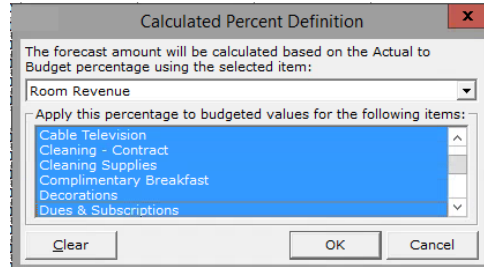 Calculated Percent Definition
x
The forecast amount will be calculated based on the Actual to
Budget percentage using the selected item:
Room Revenue
Apply this percentage to budgeted values for the following items:
Cable Television
Cleaning - Contract
Cleaning Supplies
Complimentary Breakfast
Decorations
Dues & Subscriptions
Clear OK Cancel